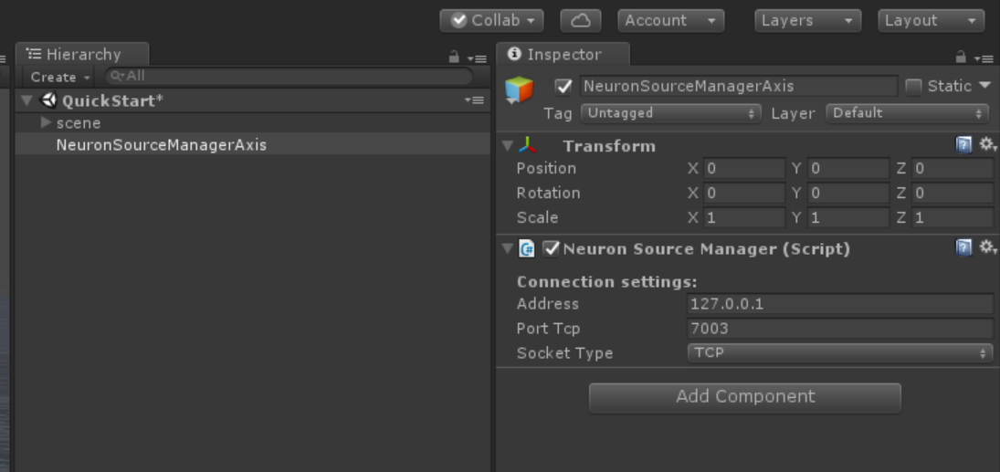 Collab Account Layers Layout
Hierarchy
Create All
QuickStart*
scene
NeuronSourceManagerAxis
Inspector
NeuronSourceManagerAxis Static
Tag Untagged Layer Default
Transform
Position X 0 Y 0 Z 0
Rotation X 0 Y 0 Z 0
Scale X 1 Y 1 Z 1
Neuron Source Manager (Script)
Connection settings:
Address 127.0.0.1
Port Tcp 7003
Socket Type TCP
Add Component